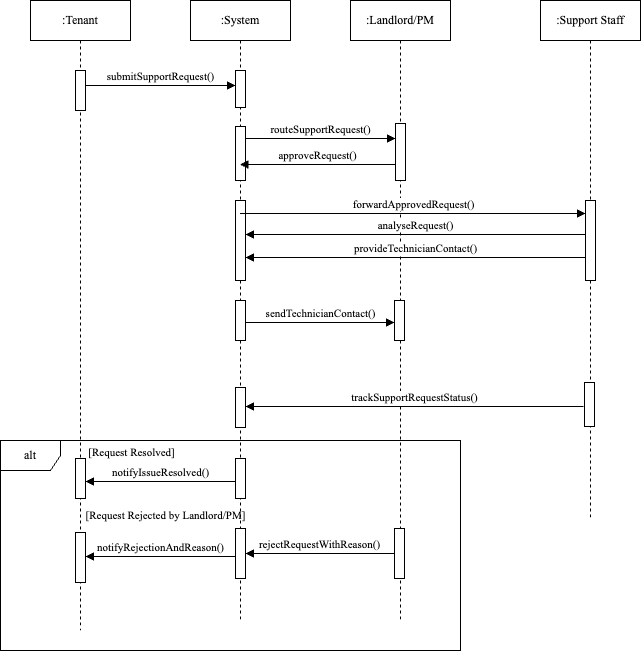 :Tenant
:System
:Landlord/PM
:Support Staff
submitSupportRequest()
routeSupportRequest()
approveRequest()
forwardApprovedRequest()
analyseRequest()
provideTechnicianContact()
sendTechnicianContact()
trackSupportRequestStatus()
alt
[Request Resolved]
notifyIssueResolved()
[Request Rejected by Landlord/PM]
notifyRejectionAndReason()
rejectRequestWithReason()